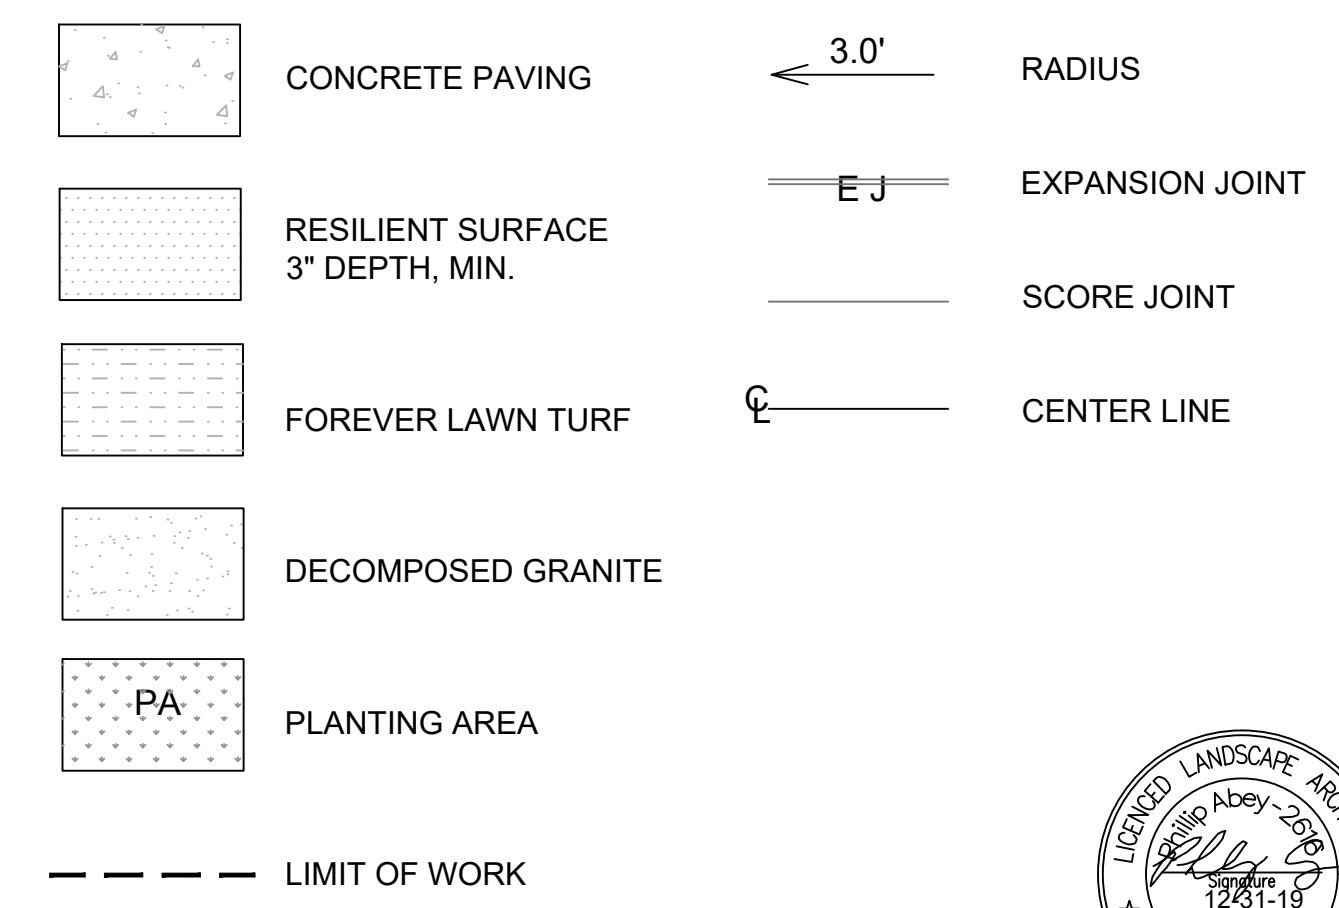 CONCRETE PAVING
RESILIENT SURFACE
3" DEPTH, MIN.
FOREVER LAWN TURF
DECOMPOSED GRANITE
PA
PLANTING AREA
LIMIT OF WORK
3.0'
RADIUS
E J
EXPANSION JOINT
SCORE JOINT
℄
CENTER LINE
LICENCED LANDSCAPE
Phillip Abey - 2616
Signature
12-31-19